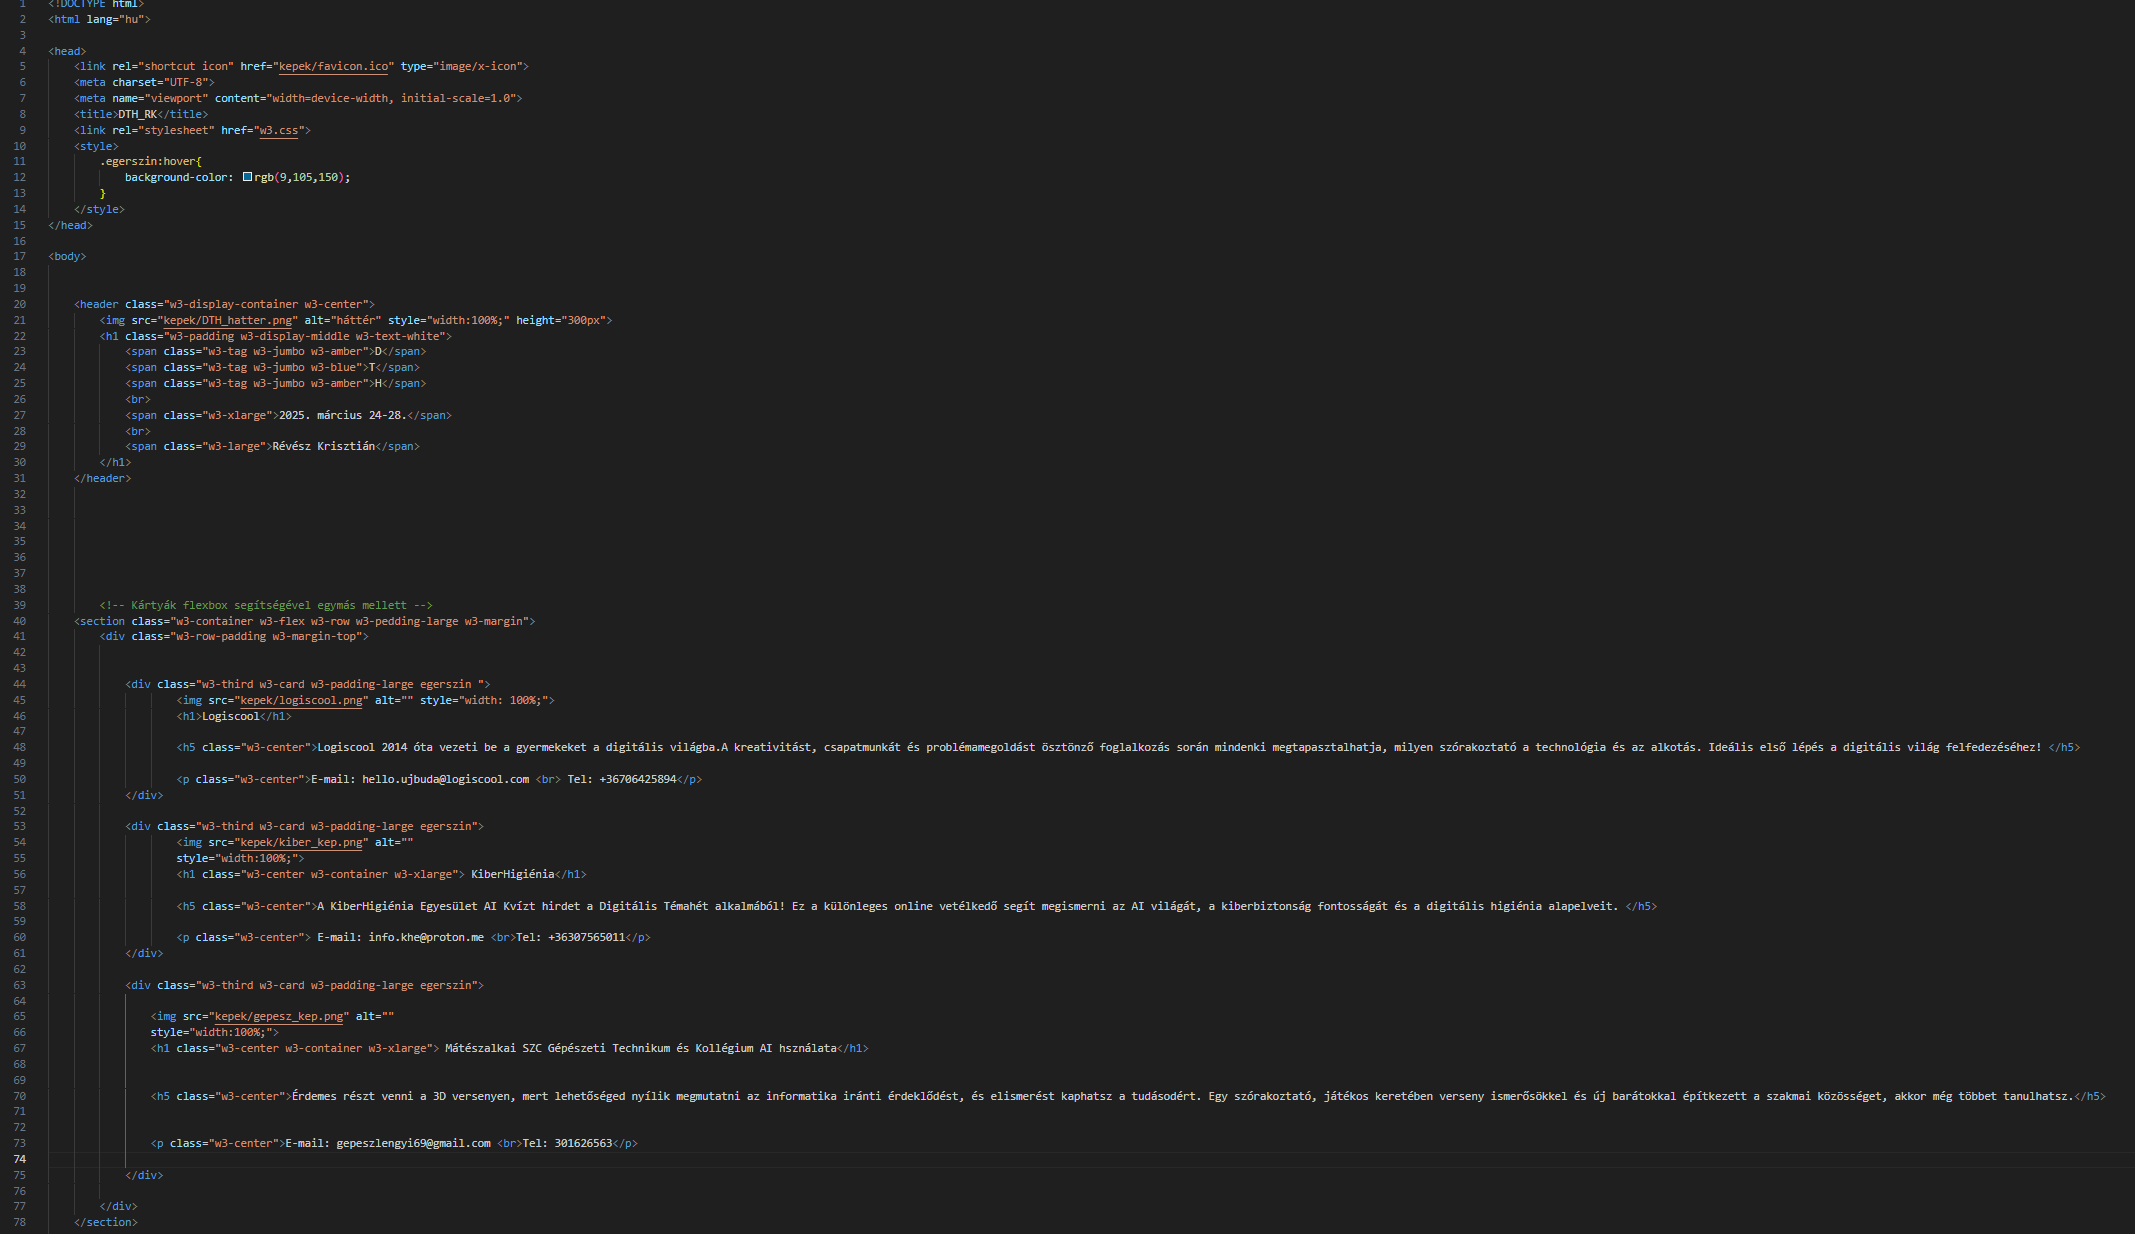 1 <!DOCTYPE html>
2 <html lang="hu">
3
4 <head>
5 <link rel="shortcut icon" href="kepek/favicon.ico" type="image/x-icon">
6 <meta charset="UTF-8">
7 <meta name="viewport" content="width=device-width, initial-scale=1.0">
8 <title>DTH_RK</title>
9 <link rel="stylesheet" href="w3.css">
10 <style>
11 .egerszin:hover{
12 background-color: rgb(9,105,150);
13 }
14 </style>
15 </head>
16
17 <body>
18
19
20 <header class="w3-display-container w3-center">
21 <img src="kepek/DTH_hatter.png" alt="háttér" style="width:100%;" height="300px">
22 <h1 class="w3-padding w3-display-middle w3-text-white">
23 <span class="w3-tag w3-jumbo w3-amber">D</span>
24 <span class="w3-tag w3-jumbo w3-blue">T</span>
25 <span class="w3-tag w3-jumbo w3-amber">H</span>
26 <br>
27 <span class="w3-xlarge">2025. március 24-28.</span>
28 <br>
29 <span class="w3-large">Révész Krisztián</span>
30 </h1>
31 </header>
32
33
34
35
36
37
38
39 <!-- Kártyák flexbox segítségével egymás mellett -->
40 <section class="w3-container w3-flex w3-row w3-pedding-large w3-margin">
41 <div class="w3-row-padding w3-margin-top">
42
43
44 <div class="w3-third w3-card w3-padding-large egerszin ">
45 <img src="kepek/logiscool.png" alt="" style="width: 100%;">
46 <h1>Logiscool</h1>
47
48 <h5 class="w3-center">Logiscool 2014 óta vezeti be a gyermekeket a digitális világba.A kreativitást, csapatmunkát és problémamegoldást ösztönző foglalkozás során mindenki megtapasztalhatja, milyen szórakoztató a technológia és az alkotás. Ideális első lépés a digitális világ felfedezéséhez! </h5>
49
50 <p class="w3-center">E-mail: hello.ujbuda@logiscool.com <br> Tel: +36706425894</p>
51 </div>
52
53 <div class="w3-third w3-card w3-padding-large egerszin">
54 <img src="kepek/kiber_kep.png" alt=""
55 style="width:100%;">
56 <h1 class="w3-center w3-container w3-xlarge"> KiberHigiénia</h1>
57
58 <h5 class="w3-center">A KiberHigiénia Egyesület AI Kvízt hirdet a Digitális Témahét alkalmából! Ez a különleges online vetélkedő segít megismerni az AI világát, a kiberbiztonság fontosságát és a digitális higiénia alapelveit. </h5>
59
60 <p class="w3-center"> E-mail: info.khe@proton.me <br>Tel: +36307565011</p>
61 </div>
62
63 <div class="w3-third w3-card w3-padding-large egerszin">
64
65 <img src="kepek/gepesz_kep.png" alt=""
66 style="width:100%;">
67 <h1 class="w3-center w3-container w3-xlarge"> Mátészalkai SZC Gépészeti Technikum és Kollégium AI hsználata</h1>
68
69
70 <h5 class="w3-center">Érdemes részt venni a 3D versenyen, mert lehetőséged nyílik megmutatni az informatika iránti érdeklődést, és elismerést kaphatsz a tudásodért. Egy szórakoztató, játékos keretében verseny ismerősökkel és új barátokkal építkezett a szakmai közösséget, akkor még többet tanulhatsz.</h5>
71
72
73 <p class="w3-center">E-mail: gepeszlengyi69@gmail.com <br>Tel: 301626563</p>
74
75 </div>
76
77 </div>
78 </section>